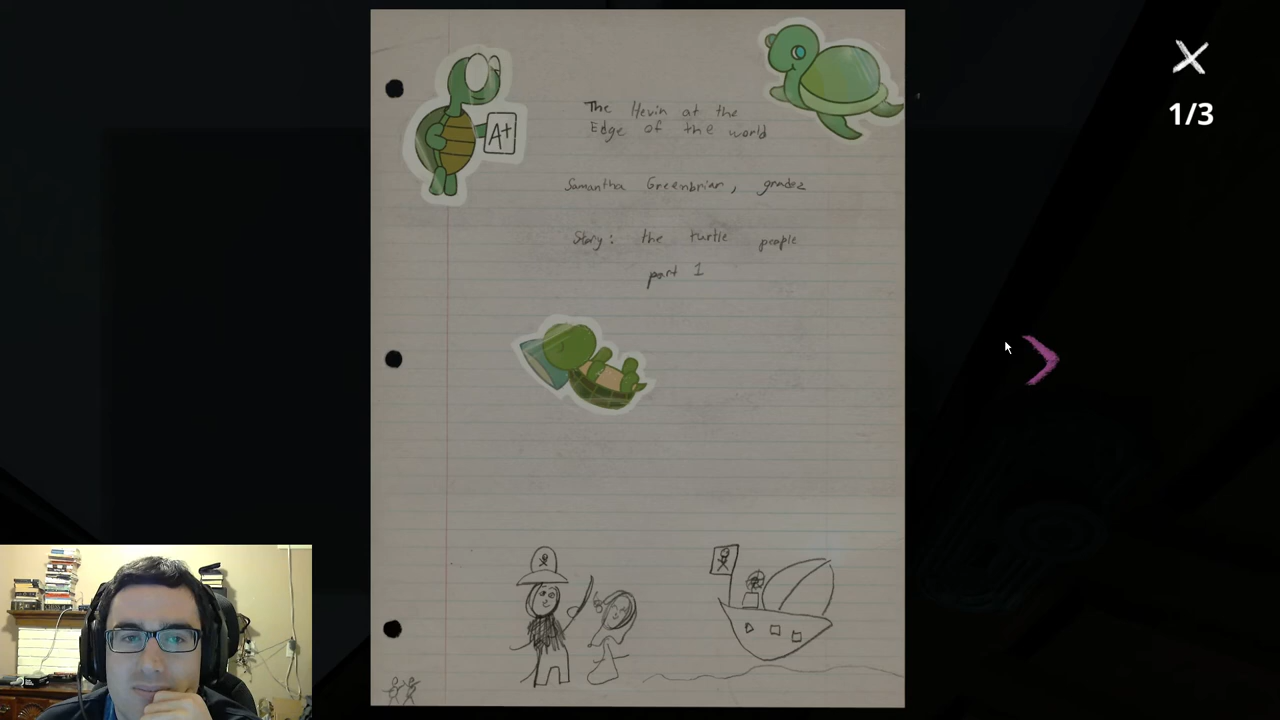 1/3
A+
The Hevin at the
Edge of the world
Samantha Greenbriar, grade 2
Story: the turtle people
part 1